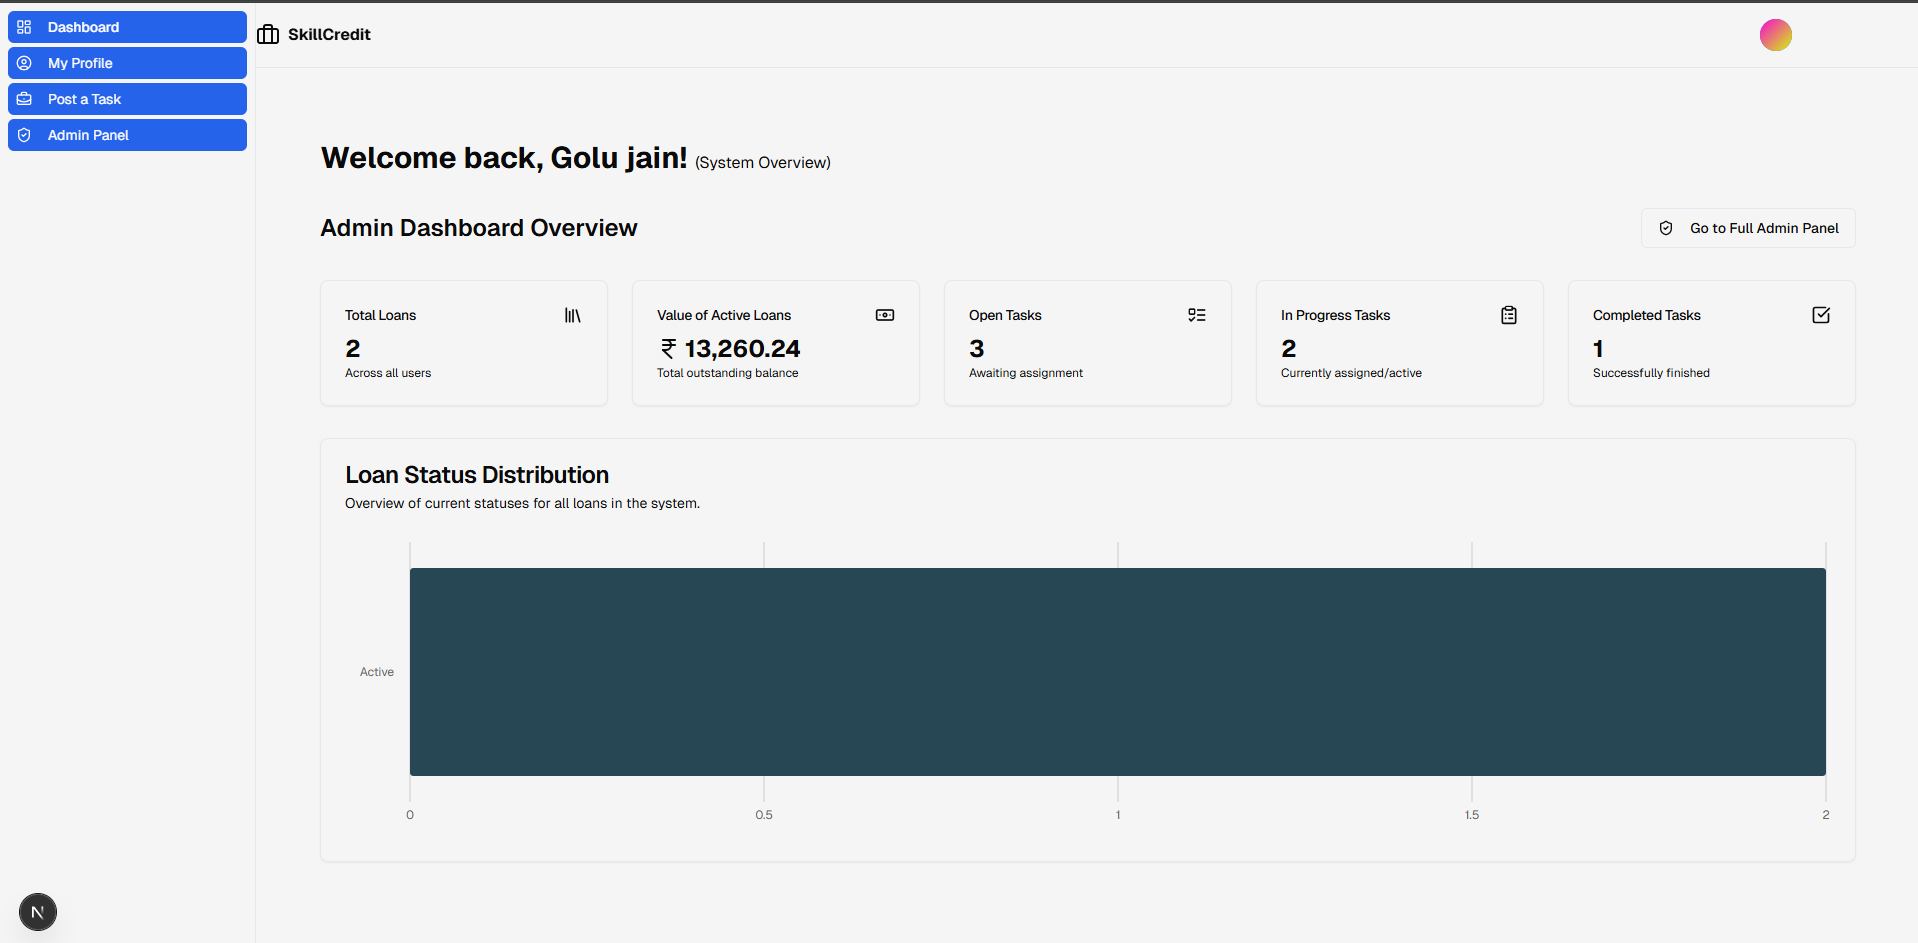 Dashboard
My Profile
Post a Task
Admin Panel
SkillCredit
Welcome back, Golu jain! (System Overview)
Admin Dashboard Overview
Go to Full Admin Panel
Total Loans
2
Across all users
Value of Active Loans
₹ 13,260.24
Total outstanding balance
Open Tasks
3
Awaiting assignment
In Progress Tasks
2
Currently assigned/active
Completed Tasks
1
Successfully finished
Loan Status Distribution
Overview of current statuses for all loans in the system.
Active
0 0.5 1 1.5 2
N